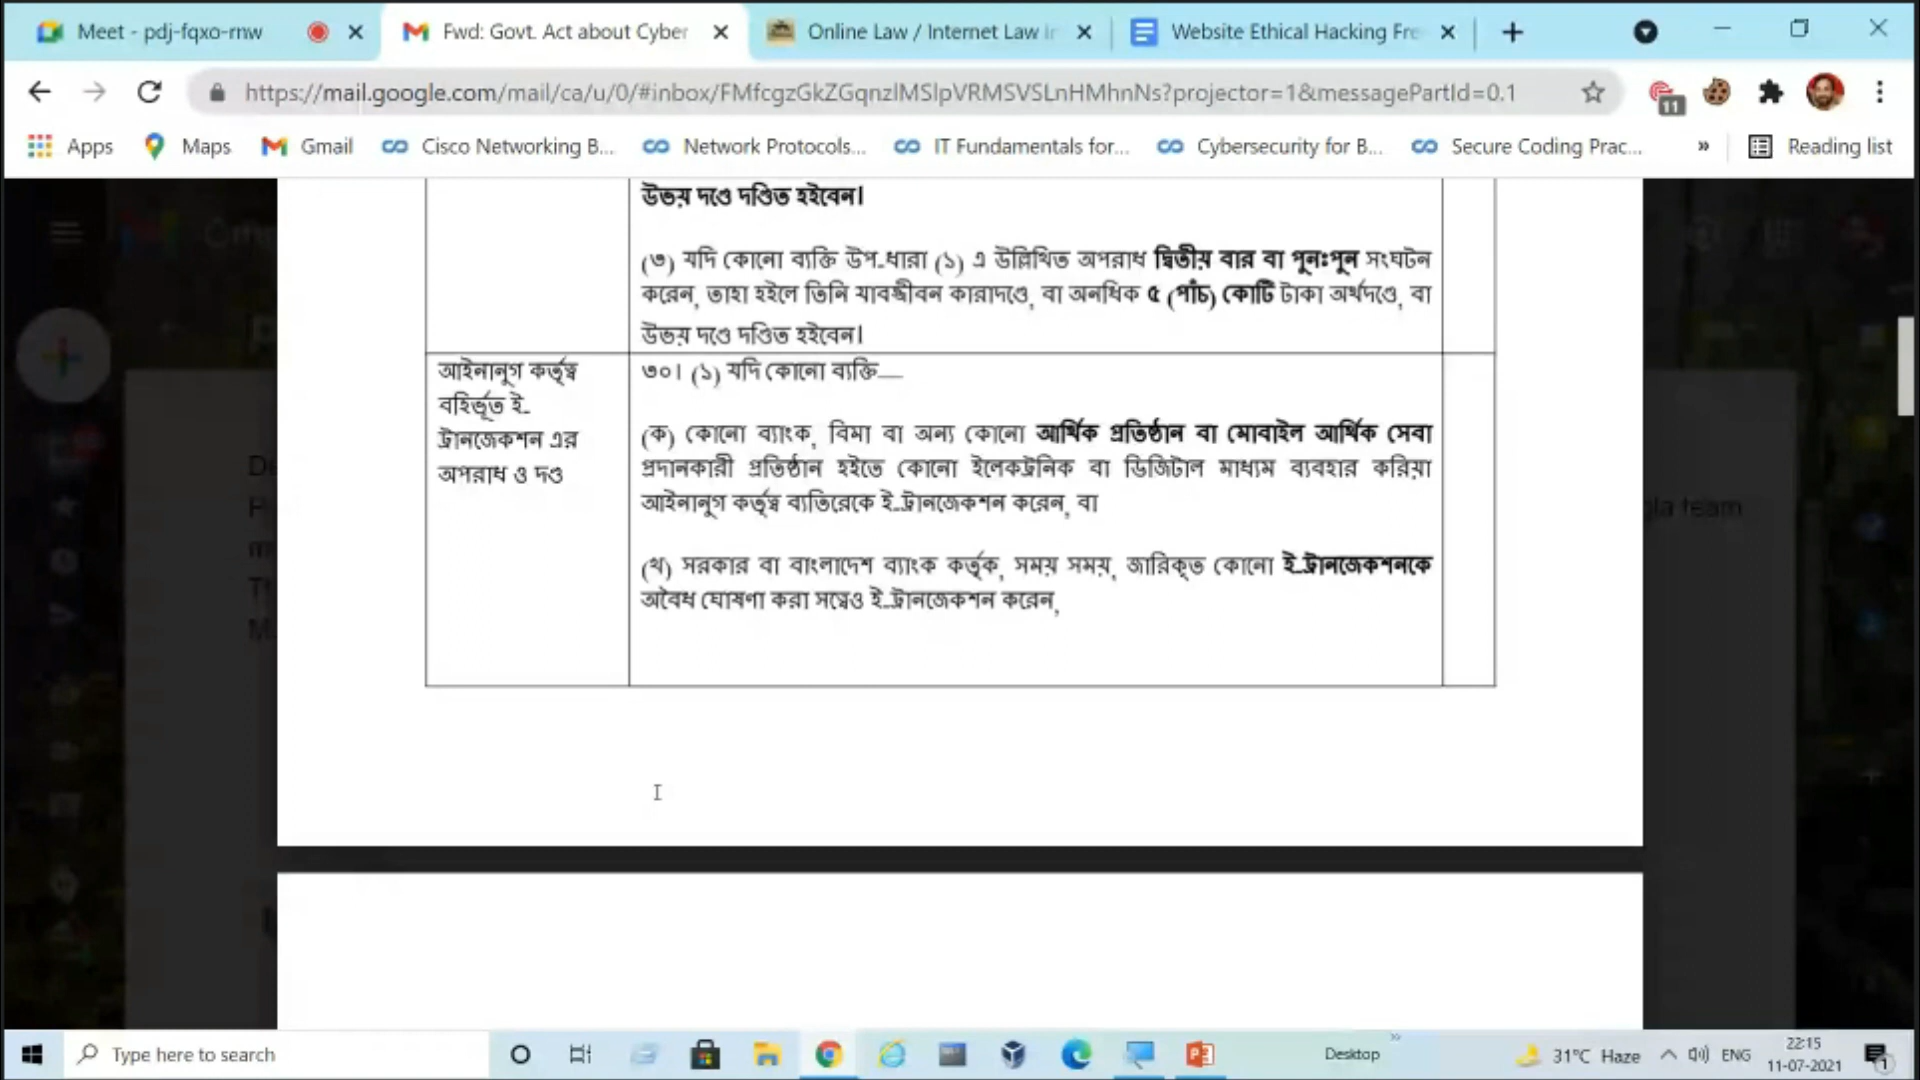 Meet - pdj-fqxo-rnw
Fwd: Govt. Act about Cyber
Online Law / Internet Law in
Website Ethical Hacking Fre
https://mail.google.com/mail/ca/u/0/#inbox/FMfcgzGkZGqnzlMSlpVRMSVSLnHMhnNs?projector=1&messagePartId=0.1
11
Apps
Maps
Gmail
Cisco Networking B...
Network Protocols...
IT Fundamentals for...
Cybersecurity for B...
Secure Coding Prac...
»
Reading list
উভয় দণ্ডে দণ্ডিত হইবেন।
(৩) যদি কোনো ব্যক্তি উপ-ধারা (১) এ উল্লিখিত অপরাধ দ্বিতীয় বার বা পুনঃপুন সংঘটন
করেন, তাহা হইলে তিনি যাবজ্জীবন কারাদণ্ডে, বা অনধিক ৫ (পাঁচ) কোটি টাকা অর্থদণ্ডে, বা
উভয় দণ্ডে দণ্ডিত হইবেন।
আইনানুগ কর্তৃত্ব
বহির্ভূত ই-
ট্রানজেকশন এর
অপরাধ ও দণ্ড
৩০। (১) যদি কোনো ব্যক্তি—
(ক) কোনো ব্যাংক, বিমা বা অন্য কোনো আর্থিক প্রতিষ্ঠান বা মোবাইল আর্থিক সেবা
প্রদানকারী প্রতিষ্ঠান হইতে কোনো ইলেকট্রনিক বা ডিজিটাল মাধ্যম ব্যবহার করিয়া
আইনানুগ কর্তৃত্ব ব্যতিরেকে ই-ট্রানজেকশন করেন, বা
(খ) সরকার বা বাংলাদেশ ব্যাংক কর্তৃক, সময় সময়, জারিকৃত কোনো ই-ট্রানজেকশনকে
অবৈধ ঘোষণা করা সত্ত্বেও ই-ট্রানজেকশন করেন,
team
Type here to search
Desktop
»
31°C Haze
ENG
22:15
11-07-2021
1